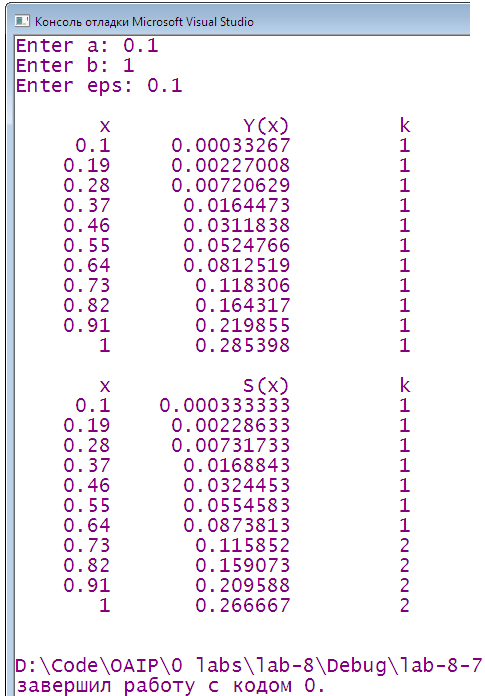 Консоль отладки Microsoft Visual Studio
Enter a: 0.1
Enter b: 1
Enter eps: 0.1
x Y(x) k
0.1 0.00033267 1
0.19 0.00227008 1
0.28 0.00720629 1
0.37 0.0164473 1
0.46 0.0311838 1
0.55 0.0524766 1
0.64 0.0812519 1
0.73 0.118306 1
0.82 0.164317 1
0.91 0.219855 1
1 0.285398 1
x S(x) k
0.1 0.000333333 1
0.19 0.00228633 1
0.28 0.00731733 1
0.37 0.0168843 1
0.46 0.0324453 1
0.55 0.0554583 1
0.64 0.0873813 1
0.73 0.115852 2
0.82 0.159073 2
0.91 0.209588 2
1 0.266667 2
D:\Code\OAIP\0 labs\lab-8\Debug\lab-8-7
завершил работу с кодом 0.